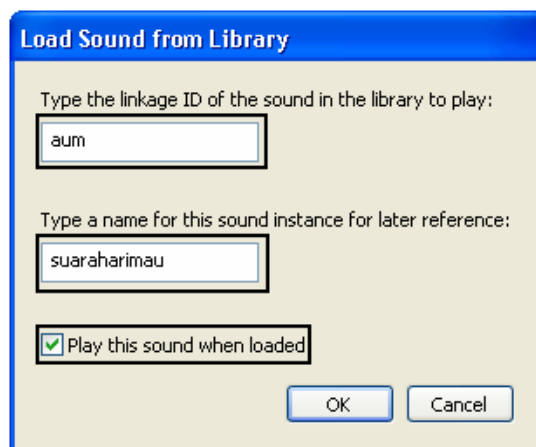 Load Sound from Library
Type the linkage ID of the sound in the library to play:
aum
Type a name for this sound instance for later reference:
suaraharimau
Play this sound when loaded
OK Cancel